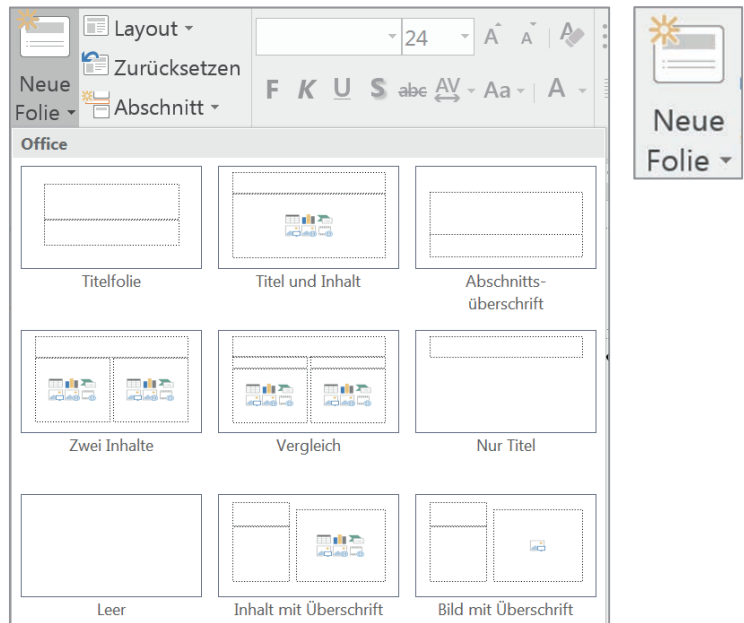 Layout
Zurücksetzen
Abschnitt
Neue
Folie
24
A A A
F K U S abc AV Aa A
Office
Titelfolie
Titel und Inhalt
Abschnitts-
überschrift
Zwei Inhalte
Vergleich
Nur Titel
Leer
Inhalt mit Überschrift
Bild mit Überschrift
Neue
Folie